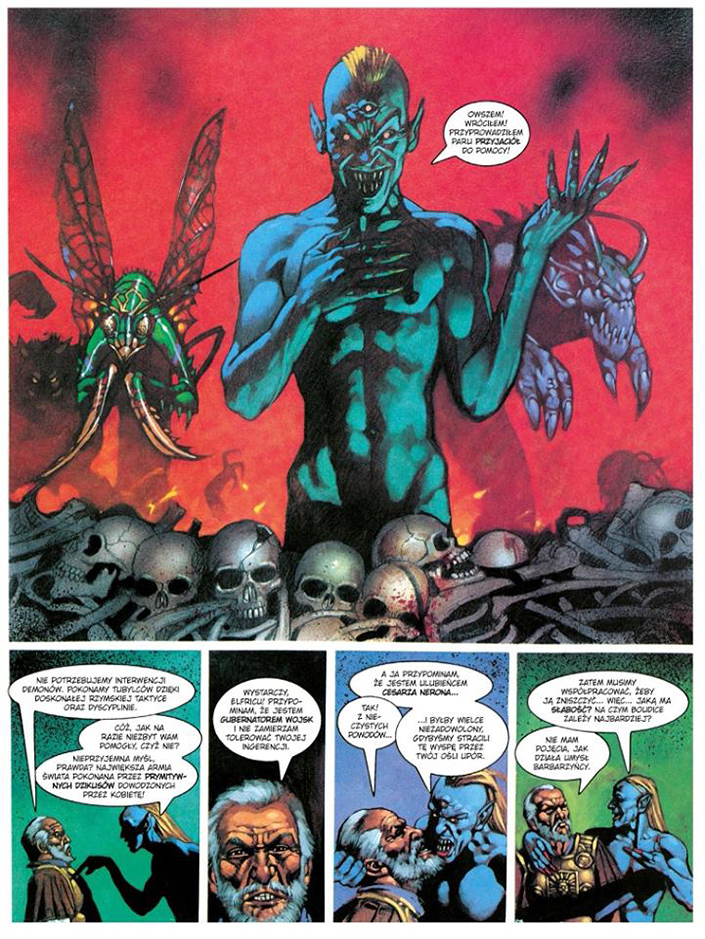 OWSZEM!
WRÓCIŁEM!
PRZYPROWADZIŁEM
PARU PRZYJACIÓŁ
DO POMOCY!
NIE POTRZEBUJEMY INTERWENCJI
DEMONÓW. POKONAMY TUBYLCÓW DZIĘKI
DOSKONAŁEJ RZYMSKIEJ TAKTYCE
ORAZ DYSCYPLINIE.
CÓŻ, JAK NA
RAZIE NIEZBYT WAM
POMOGŁY, CZYŻ NIE?
NIEPRZYJEMNA MYŚL,
PRAWDA? NAJWIĘKSZA ARMIA
ŚWIATA POKONANA PRZEZ PRYMITYW-
NYCH DZIKUSÓW DOWODZONYCH
PRZEZ KOBIETĘ!
WYSTARCZY,
ELFRICU! PRZYPO-
MINAM, ŻE JESTEM
GUBERNATOREM WOJSK
I NIE ZAMIERZAM
TOLEROWAĆ TWOJEJ
INGERENCJI.
A JA PRZYPOMINAM,
ŻE JESTEM ULUBIEŃCEM
CESARZA NERONA...
TAK!
Z NIE-
CZYSTYCH
POWODÓW...
...I BYŁBY WIELCE
NIEZADOWOLONY,
GDYBYŚMY STRACILI
TĘ WYSPĘ PRZEZ
TWÓJ OŚLI UPÓR.
ZATEM MUSIMY
WSPÓŁPRACOWAĆ, ŻEBY
JĄ ZNISZCZYĆ... WIĘC... JAKĄ MA
SŁABOŚĆ? NA CZYM BOUDICE
ZALEŻY NAJBARDZIEJ?
NIE MAM
POJĘCIA, JAK
DZIAŁA UMYSŁ
BARBARZYŃCY.